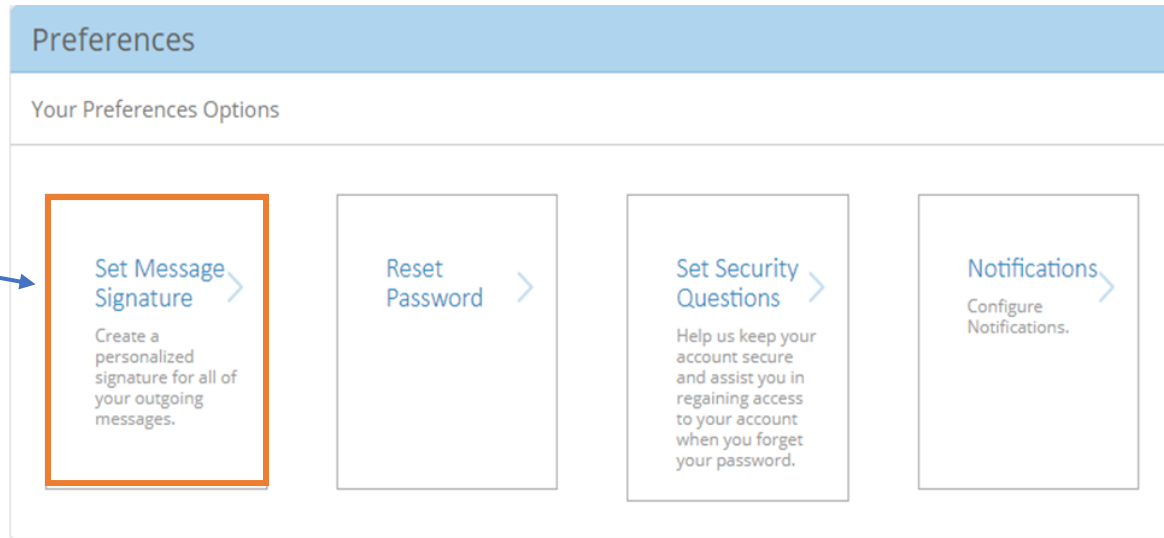 Preferences
Your Preferences Options
Set Message
Signature
Create a
personalized
signature for all of
your outgoing
messages.
Reset
Password
Set Security
Questions
Help us keep your
account secure
and assist you in
regaining access
to your account
when you forget
your password.
Notifications
Configure
Notifications.